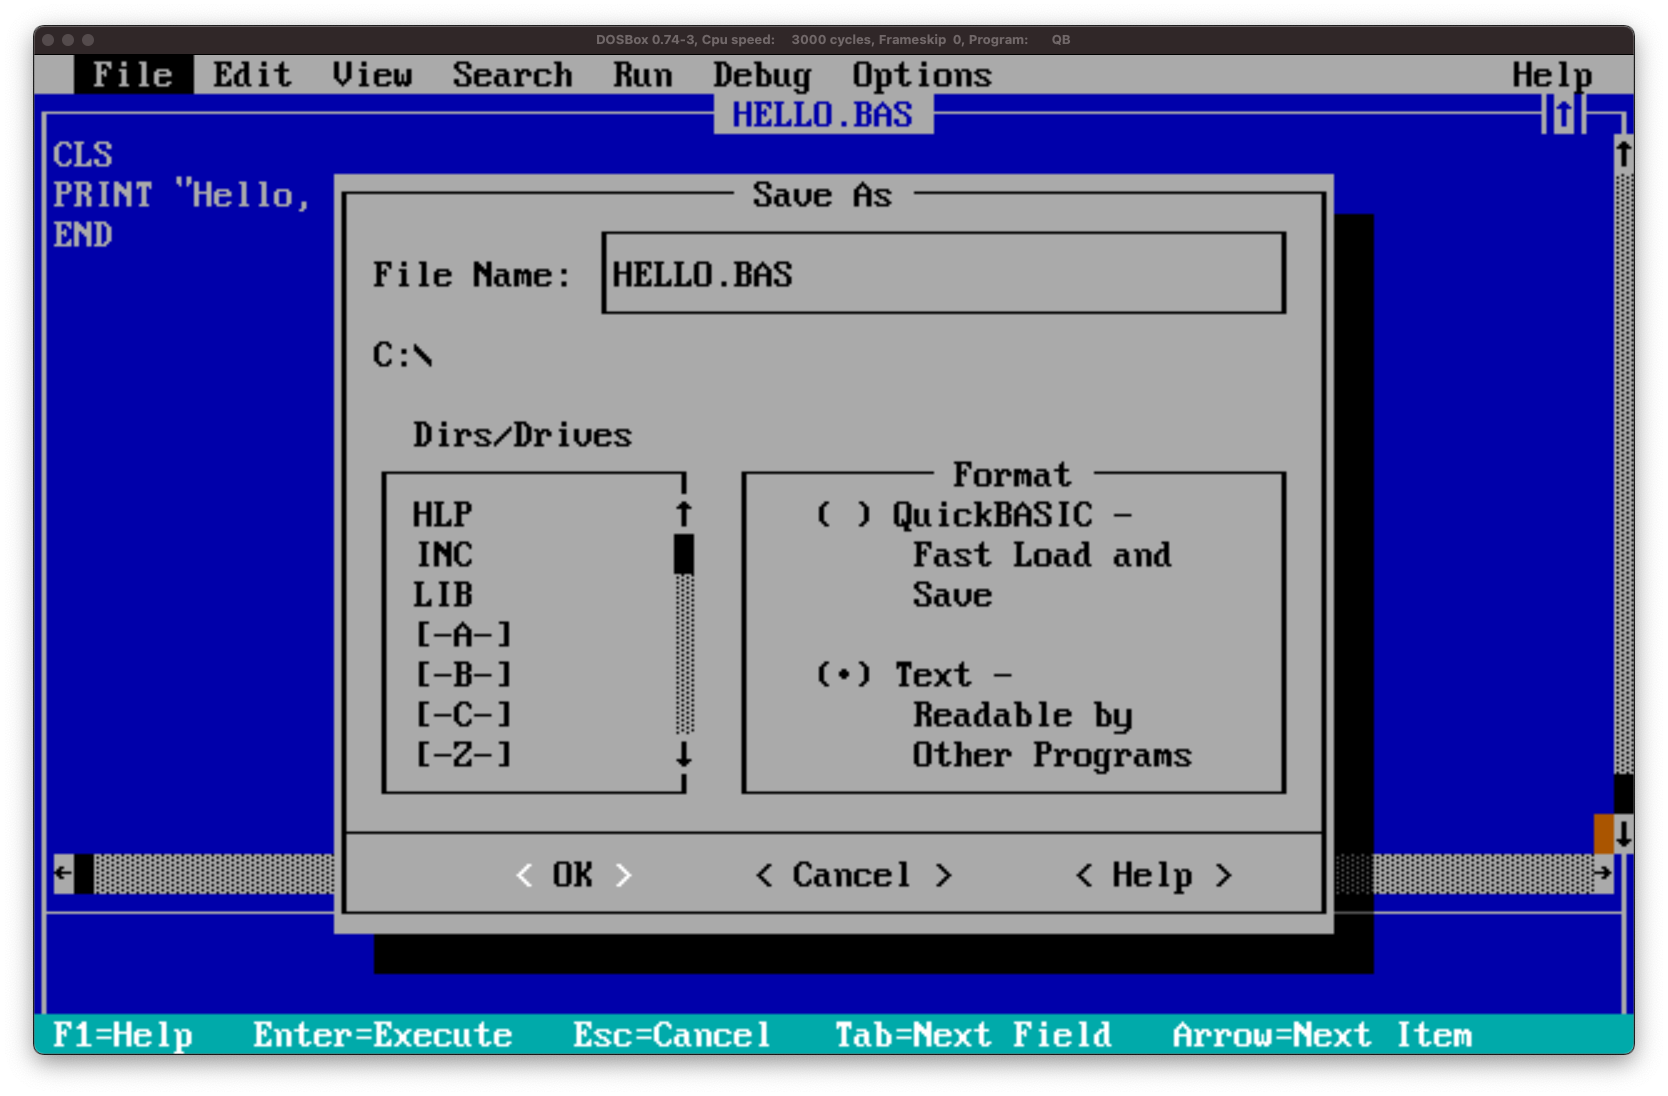 DOSBox 0.74-3, Cpu speed: 3000 cycles, Frameskip 0, Program: QB
File Edit View Search Run Debug Options Help
HELLO.BAS
CLS
PRINT "Hello,
END
Save As
File Name: HELLO.BAS
C:\
Dirs/Drives
HLP
INC
LIB
[-A-]
[-B-]
[-C-]
[-Z-]
Format
( ) QuickBASIC -
Fast Load and
Save
(•) Text -
Readable by
Other Programs
< OK > < Cancel > < Help >
F1=Help Enter=Execute Esc=Cancel Tab=Next Field Arrow=Next Item